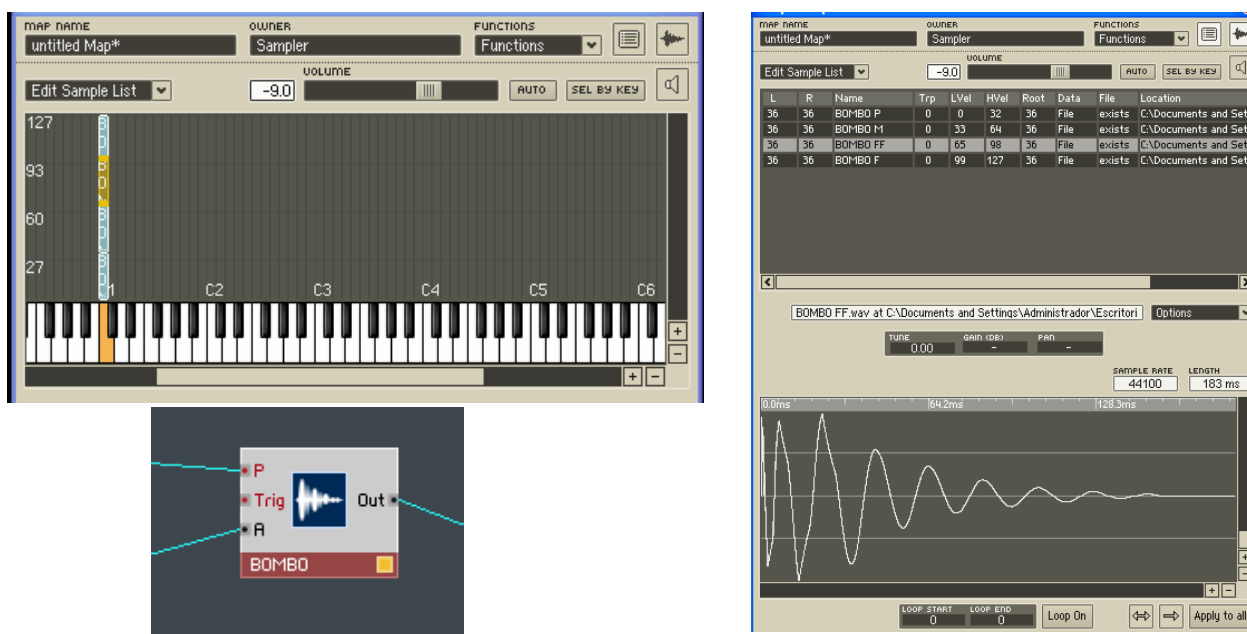 MAP NAME OWNER FUNCTIONS
untitled Map* Sampler Functions
VOLUME
Edit Sample List -9.0 AUTO SEL BY KEY
127
93
60
27
C2 C3 C4 C5 C6
P
Trig Out
A
BOMBO
MAP NAME OWNER FUNCTIONS
untitled Map* Sampler Functions
VOLUME
Edit Sample List -9.0 AUTO SEL BY KEY
L R Name Trp LVel HVel Root Data File Location
36 36 BOMBO P 0 0 32 36 File exists C:\Documents and Set
36 36 BOMBO M 0 33 64 36 File exists C:\Documents and Set
36 36 BOMBO FF 0 65 98 36 File exists C:\Documents and Set
36 36 BOMBO F 0 99 127 36 File exists C:\Documents and Set
BOMBO FF.wav at C:\Documents and Settings\Administrador\Escritori Options
TUNE GAIN (DB) PAN
0.00 - -
SAMPLE RATE LENGTH
44100 183 ms
0.0ms 64.2ms 128.3ms
LOOP START LOOP END
0 0 Loop On Apply to all